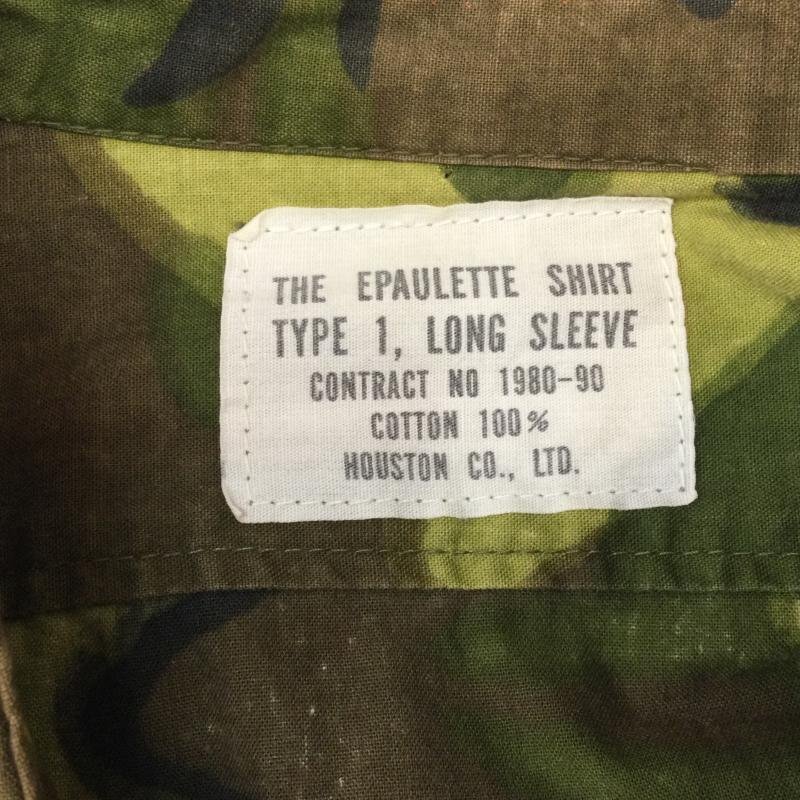 THE EPAULETTE SHIRT
TYPE 1, LONG SLEEVE
CONTRACT NO 1980-90
COTTON 100%
HOUSTON CO., LTD.